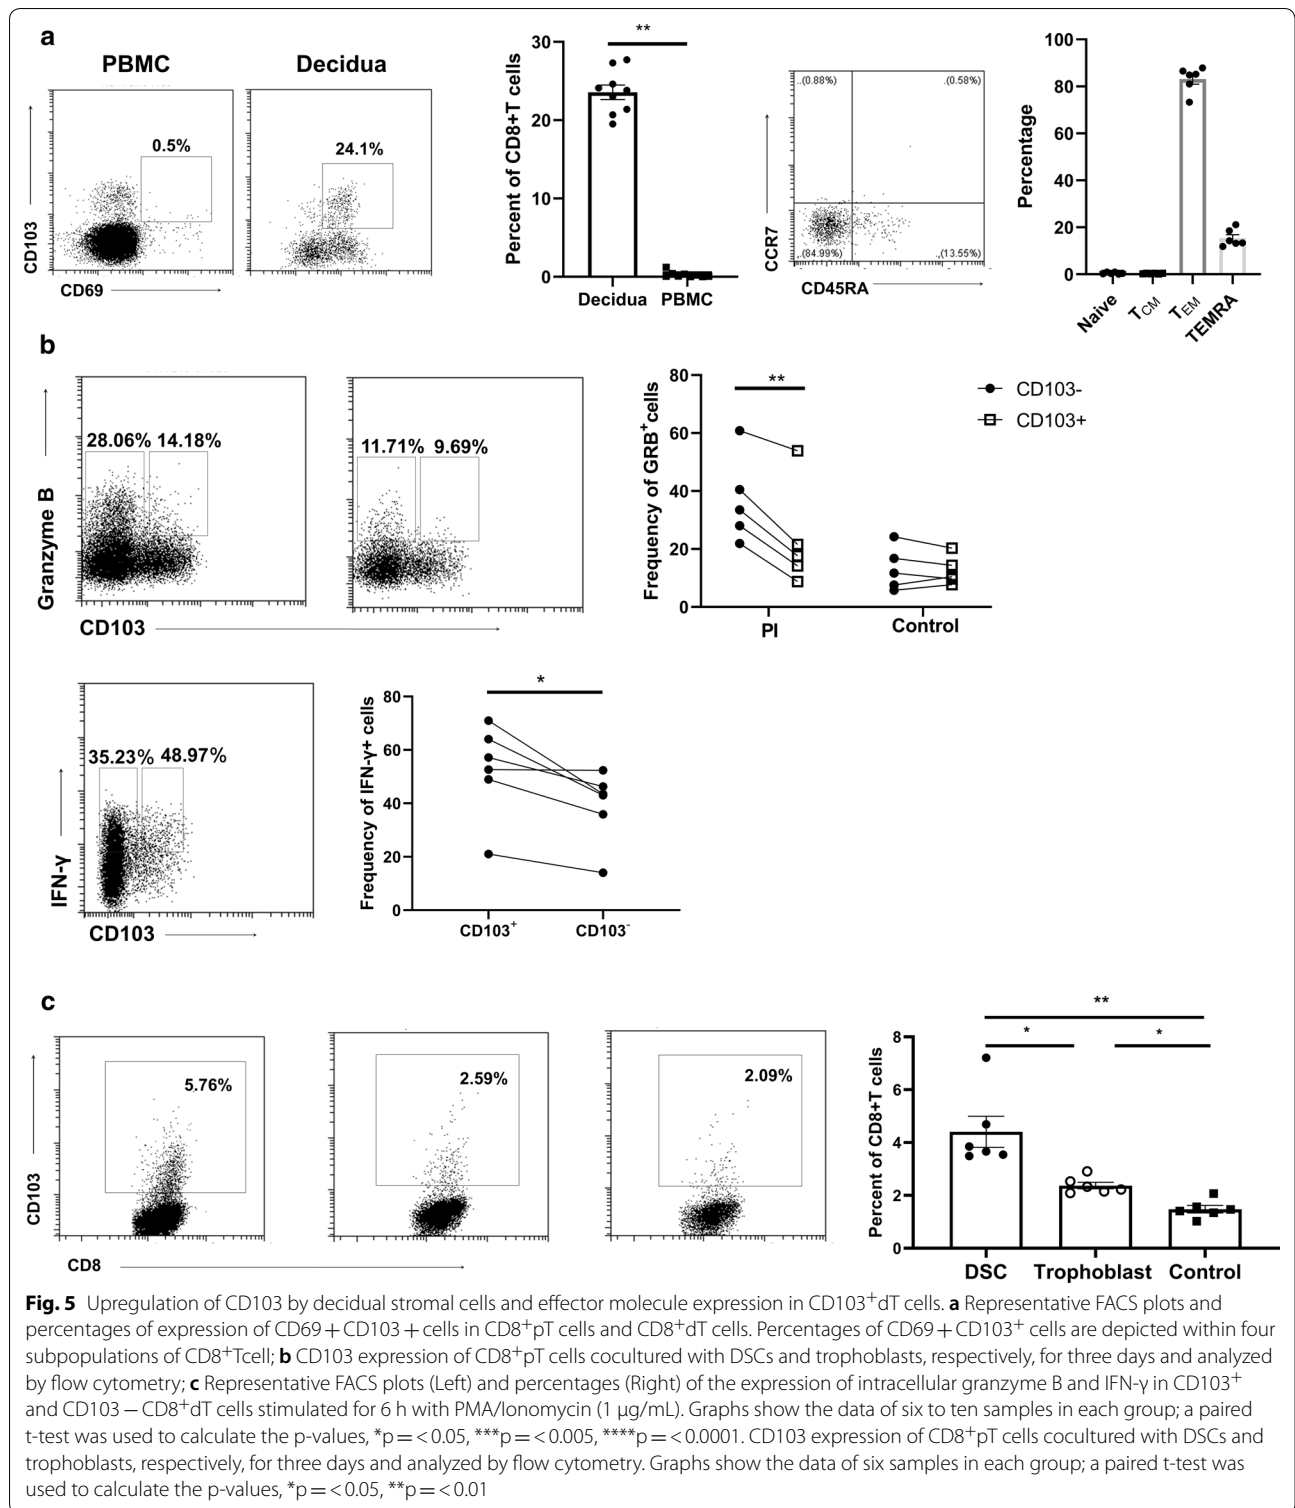 a
PBMC
Decidua
0.5%
24.1%
CD103
CD69
Percent of CD8+T cells
30
20
10
0
**
Decidua
PBMC
.,(0.88%)
.(0.58%)
.,(84.99%)
.,(13.55%)
CCR7
CD45RA
Percentage
100
80
60
40
20
0
Naive
TCM
TEM
TEMRA
b
28.06% 14.18%
11.71% 9.69%
Granzyme B
CD103
Frequency of GRB+cells
80
60
40
20
0
**
PI
Control
CD103-
CD103+
35.23% 48.97%
IFN-γ
CD103
Frequency of IFN-γ+ cells
80
60
40
20
0
*
CD103+
CD103-
c
5.76%
2.59%
2.09%
CD103
CD8
Percent of CD8+T cells
8
6
4
2
0
**
*
*
DSC
Trophoblast
Control
Fig. 5 Upregulation of CD103 by decidual stromal cells and effector molecule expression in CD103+dT cells. a Representative FACS plots and
percentages of expression of CD69 + CD103 + cells in CD8+pT cells and CD8+dT cells. Percentages of CD69 + CD103+ cells are depicted within four
subpopulations of CD8+Tcell; b CD103 expression of CD8+pT cells cocultured with DSCs and trophoblasts, respectively, for three days and analyzed
by flow cytometry; c Representative FACS plots (Left) and percentages (Right) of the expression of intracellular granzyme B and IFN-γ in CD103+
and CD103 − CD8+dT cells stimulated for 6 h with PMA/Ionomycin (1 μg/mL). Graphs show the data of six to ten samples in each group; a paired
t-test was used to calculate the p-values, *p = < 0.05, ***p = < 0.005, ****p = < 0.0001. CD103 expression of CD8+pT cells cocultured with DSCs and
trophoblasts, respectively, for three days and analyzed by flow cytometry. Graphs show the data of six samples in each group; a paired t-test was
used to calculate the p-values, *p = < 0.05, **p = < 0.01